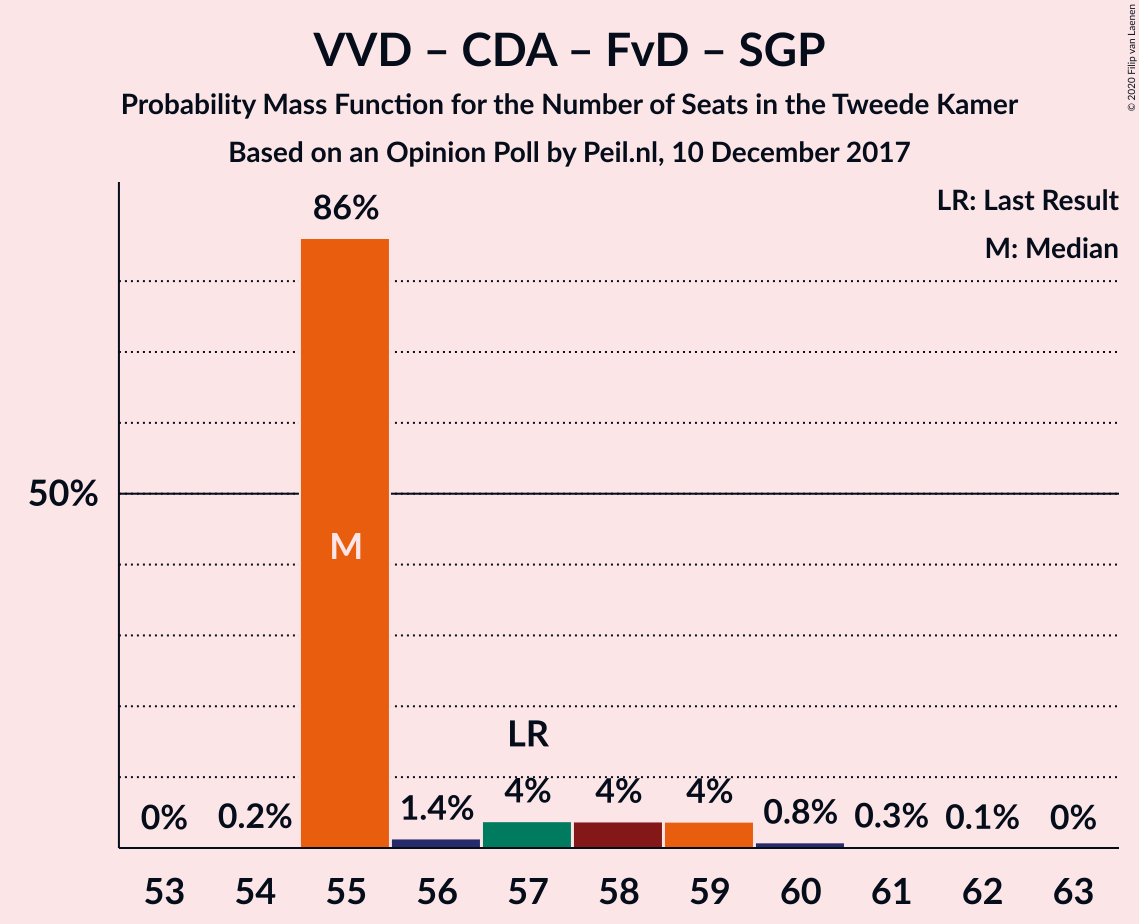 VVD – CDA – FvD – SGP
Probability Mass Function for the Number of Seats in the Tweede Kamer
Based on an Opinion Poll by Peil.nl, 10 December 2017
© 2020 Filip van Laenen
LR: Last Result
M: Median
86%
50%
M
LR
0% 0.2% 1.4% 4% 4% 4% 0.8% 0.3% 0.1% 0%
53 54 55 56 57 58 59 60 61 62 63